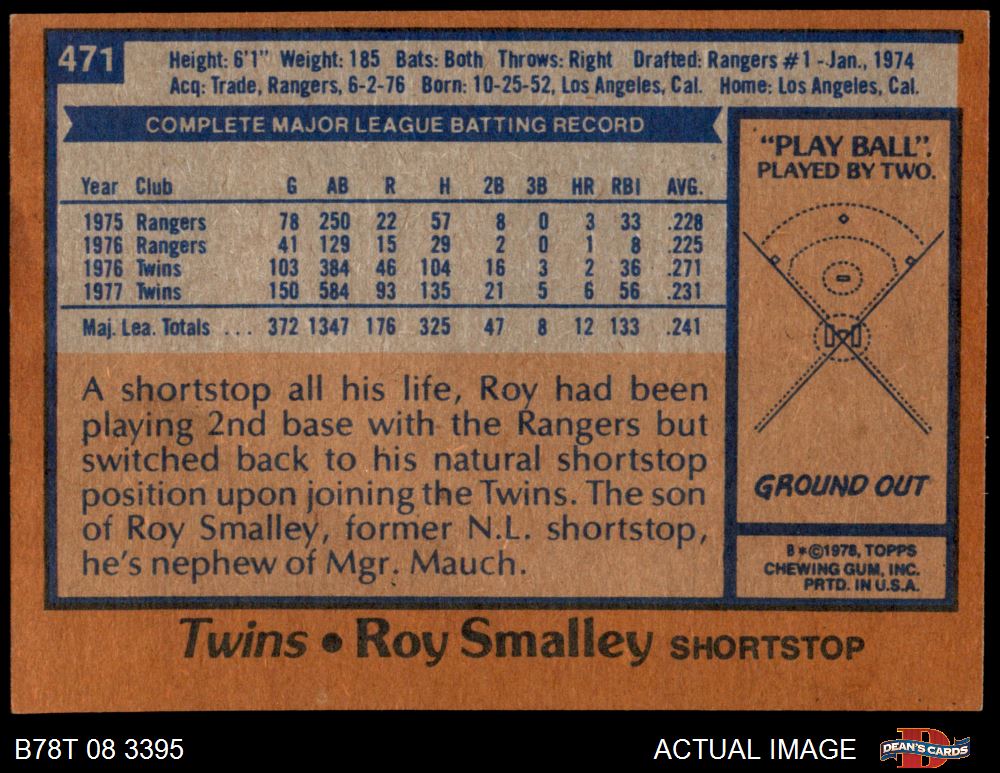 471
Height: 6'1" Weight: 185 Bats: Both Throws: Right Drafted: Rangers #1 - Jan., 1974
Acq: Trade, Rangers, 6-2-76 Born: 10-25-52, Los Angeles, Cal. Home: Los Angeles, Cal.
COMPLETE MAJOR LEAGUE BATTING RECORD
Year Club G AB R H 2B 3B HR RBI AVG.
1975 Rangers 78 250 22 57 8 0 3 33 .228
1976 Rangers 41 129 15 29 2 0 1 8 .225
1976 Twins 103 384 46 104 16 3 2 36 .271
1977 Twins 150 584 93 135 21 5 6 56 .231
Maj. Lea. Totals ... 372 1347 176 325 47 8 12 133 .241
A shortstop all his life, Roy had been
playing 2nd base with the Rangers but
switched back to his natural shortstop
position upon joining the Twins. The son
of Roy Smalley, former N.L. shortstop,
he's nephew of Mgr. Mauch.
"PLAY BALL".
PLAYED BY TWO.
GROUND OUT
B*©1978, TOPPS
CHEWING GUM, INC.
PRTD. IN U.S.A.
Twins • Roy Smalley SHORTSTOP
B78T 08 3395 ACTUAL IMAGE DEAN'S CARDS